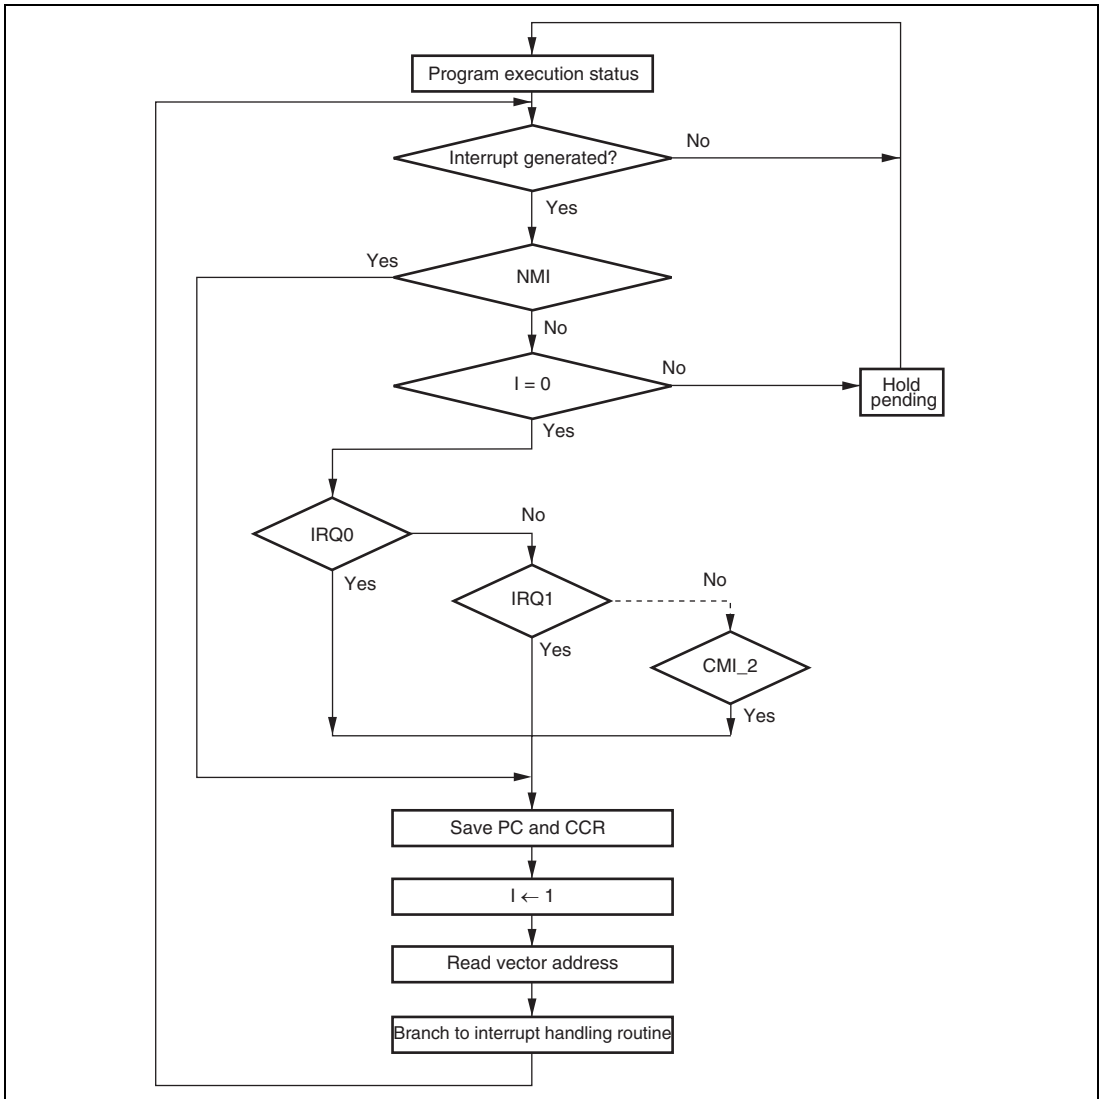 Program execution status
Interrupt generated?
No
Yes
Yes
NMI
No
I = 0
No
Hold
pending
Yes
IRQ0
No
Yes
IRQ1
No
Yes
CMI_2
Yes
Save PC and CCR
I ← 1
Read vector address
Branch to interrupt handling routine